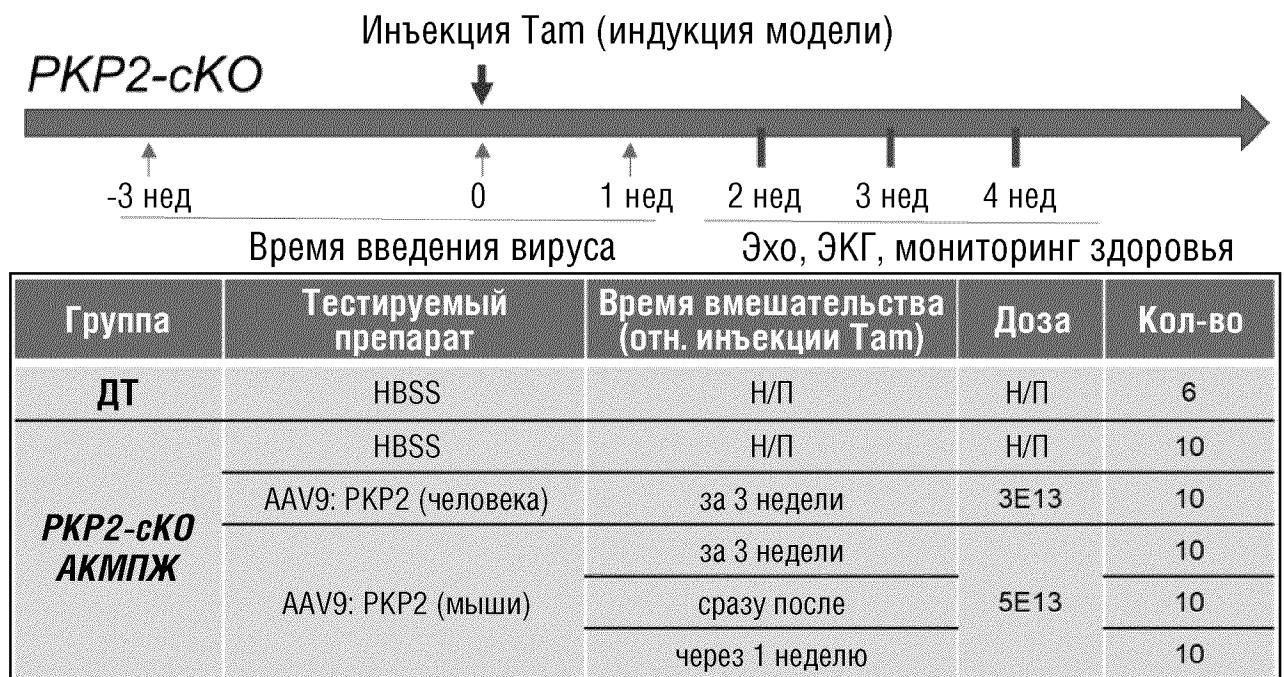 Инъекция Tam (индукция модели)
PKP2-cKO
-3 нед 0 1 нед 2 нед 3 нед 4 нед
Время введения вируса Эхо, ЭКГ, мониторинг здоровья
Группа Тестируемый препарат Время вмешательства (отн. инъекции Tam) Доза Кол-во
ДТ HBSS Н/П Н/П 6
PKP2-cKO АКМПЖ HBSS Н/П Н/П 10
AAV9: PKP2 (человека) за 3 недели 3E13 10
AAV9: PKP2 (мыши) за 3 недели 5E13 10
сразу после 10
через 1 неделю 10